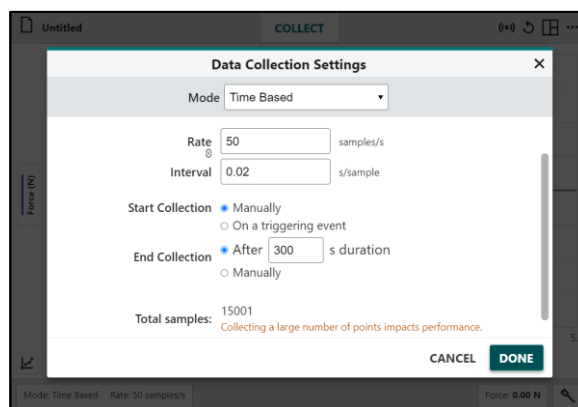 Untitled
COLLECT
Data Collection Settings
Mode Time Based
Rate 50 samples/s
Interval 0.02 s/sample
Force (N)
Start Collection Manually
On a triggering event
End Collection After 300 s duration
Manually
Total samples: 15001
Collecting a large number of points impacts performance.
CANCEL DONE
Mode: Time Based Rate: 50 samples/s Force: 0.00 N